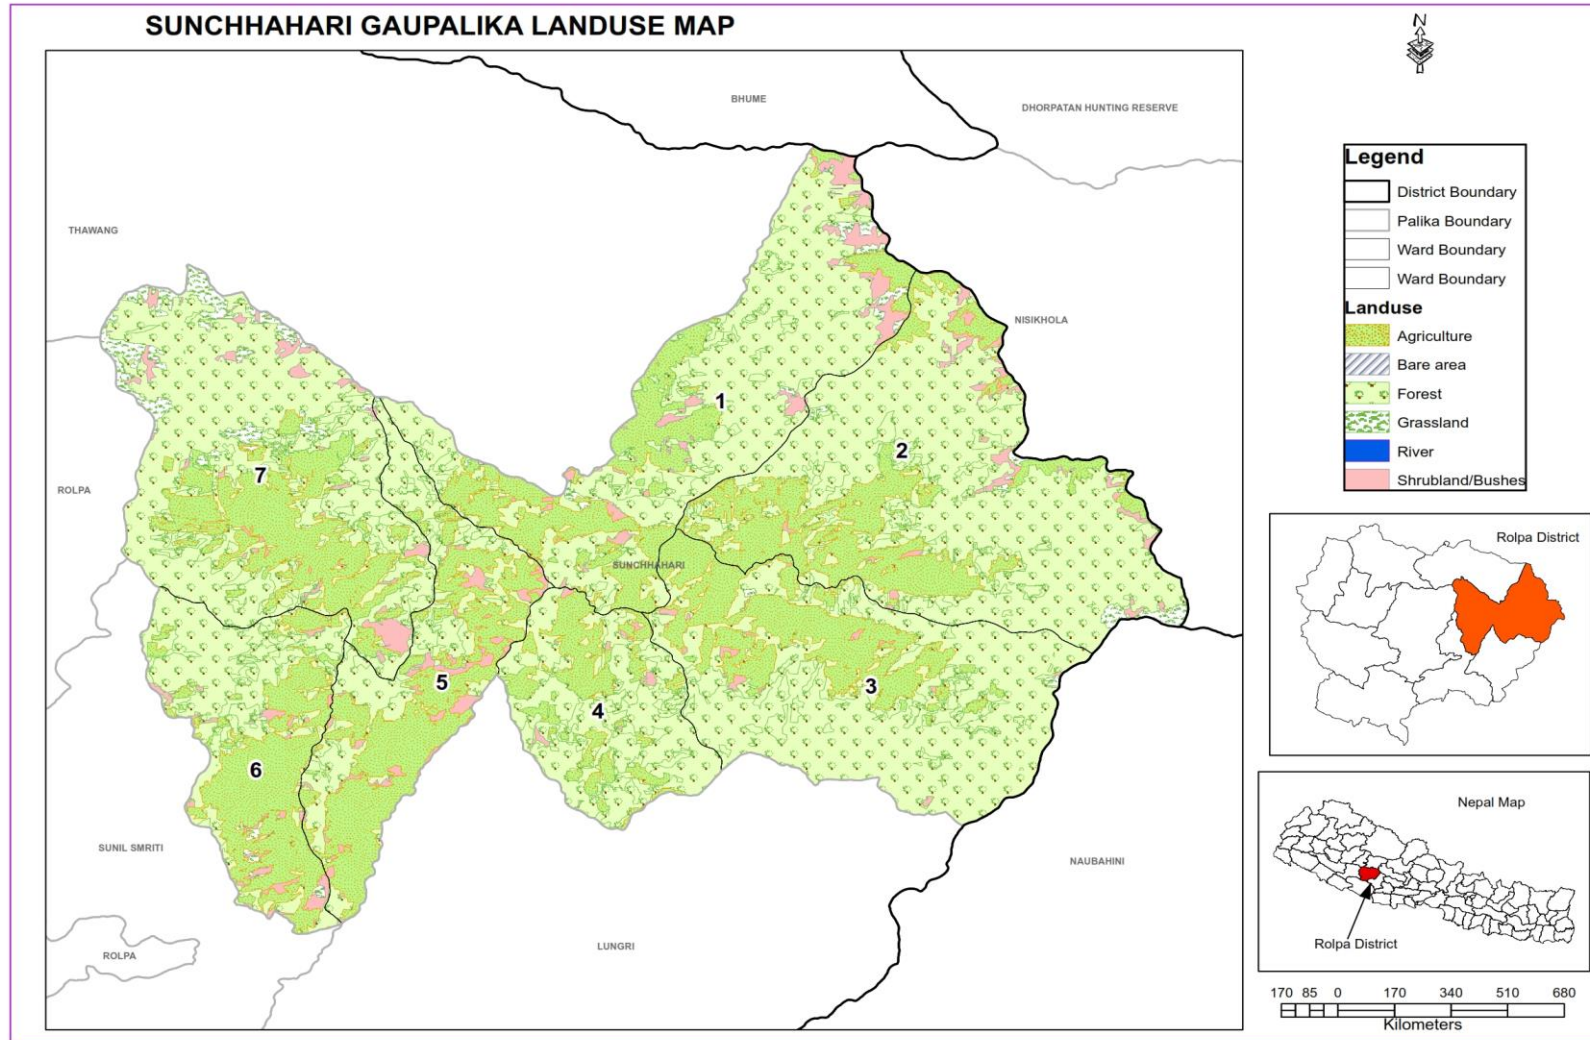 SUNCHHAHARI GAUPALIKA LANDUSE MAP
N
BHUME
DHORPATAN HUNTING RESERVE
THAWANG
NISIKHOLA
1
2
7
ROLPA
SUNCHHAHARI
5
3
4
6
SUNIL SMRITI
NAUBAHINI
LUNGRI
ROLPA
Legend
District Boundary
Palika Boundary
Ward Boundary
Ward Boundary
Landuse
Agriculture
Bare area
Forest
Grassland
River
Shrubland/Bushes
Rolpa District
Nepal Map
Rolpa District
170 85 0 170 340 510 680
Kilometers